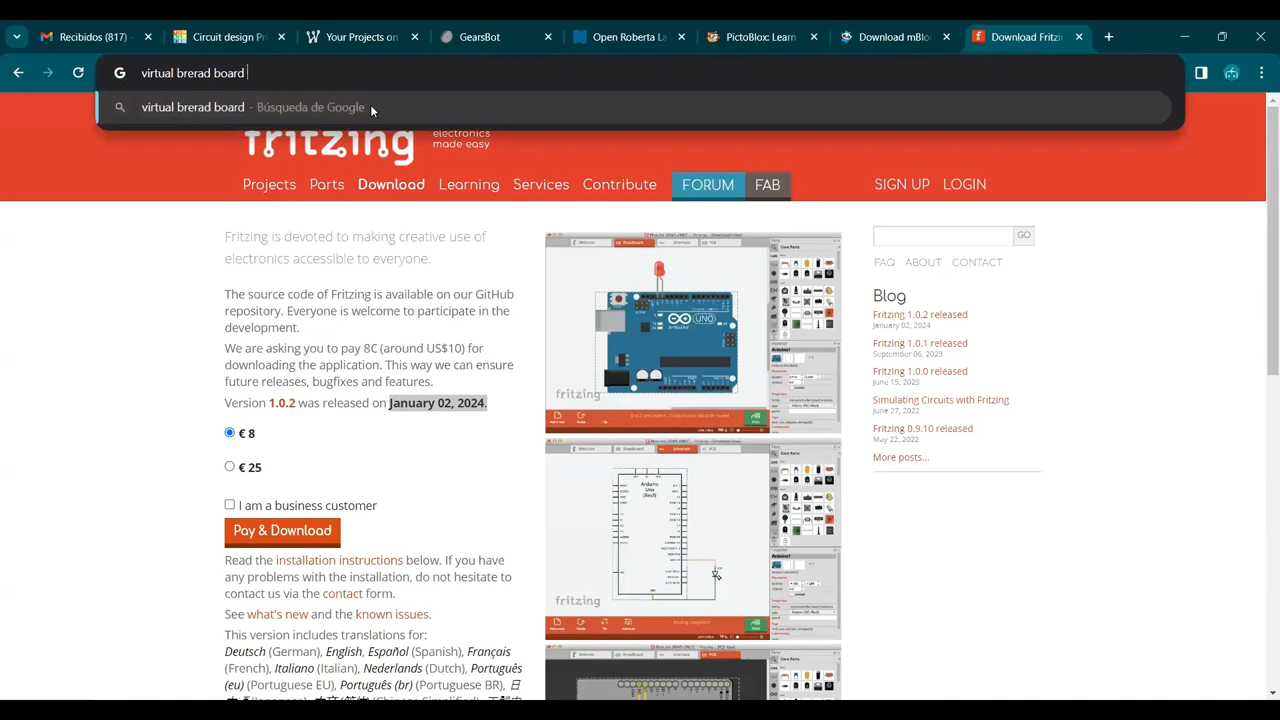 Recibidos (817) -
Circuit design Pr
Your Projects on
GearsBot
Open Roberta La
PictoBlox: Learn
Download mBlo
Download Fritzin
virtual brerad board
virtual brerad board - Búsqueda de Google
fritzing
electronics
made easy
Projects Parts Download Learning Services Contribute FORUM FAB SIGN UP LOGIN
Fritzing is devoted to making creative use of
electronics accessible to everyone.
The source code of Fritzing is available on our GitHub
repository. Everyone is welcome to participate in the
development.
We are asking you to pay 8€ (around US$10) for
downloading the application. This way we can ensure
future releases, bugfixes and features.
Version 1.0.2 was released on January 02, 2024.
€ 8
€ 25
I am a business customer
Pay & Download
Read the installation instructions below. If you have
any problems with the installation, do not hesitate to
contact us via the contact form.
See what's new and the known issues.
This version includes translations for:
Deutsch (German), English, Español (Spanish), Français
(French), Italiano (Italian), Nederlands (Dutch), Portugu
(eu) (Portuguese EU), Português (br) (Portuguese BR), 日
UNO
ARDUINO
fritzing
Arduino
Uno
(Rev3)
fritzing
GO
FAQ ABOUT CONTACT
Blog
Fritzing 1.0.2 released
January 02, 2024
Fritzing 1.0.1 released
September 06, 2023
Fritzing 1.0.0 released
June 15, 2023
Simulating Circuits with Fritzing
June 27, 2022
Fritzing 0.9.10 released
May 22, 2022
More posts...